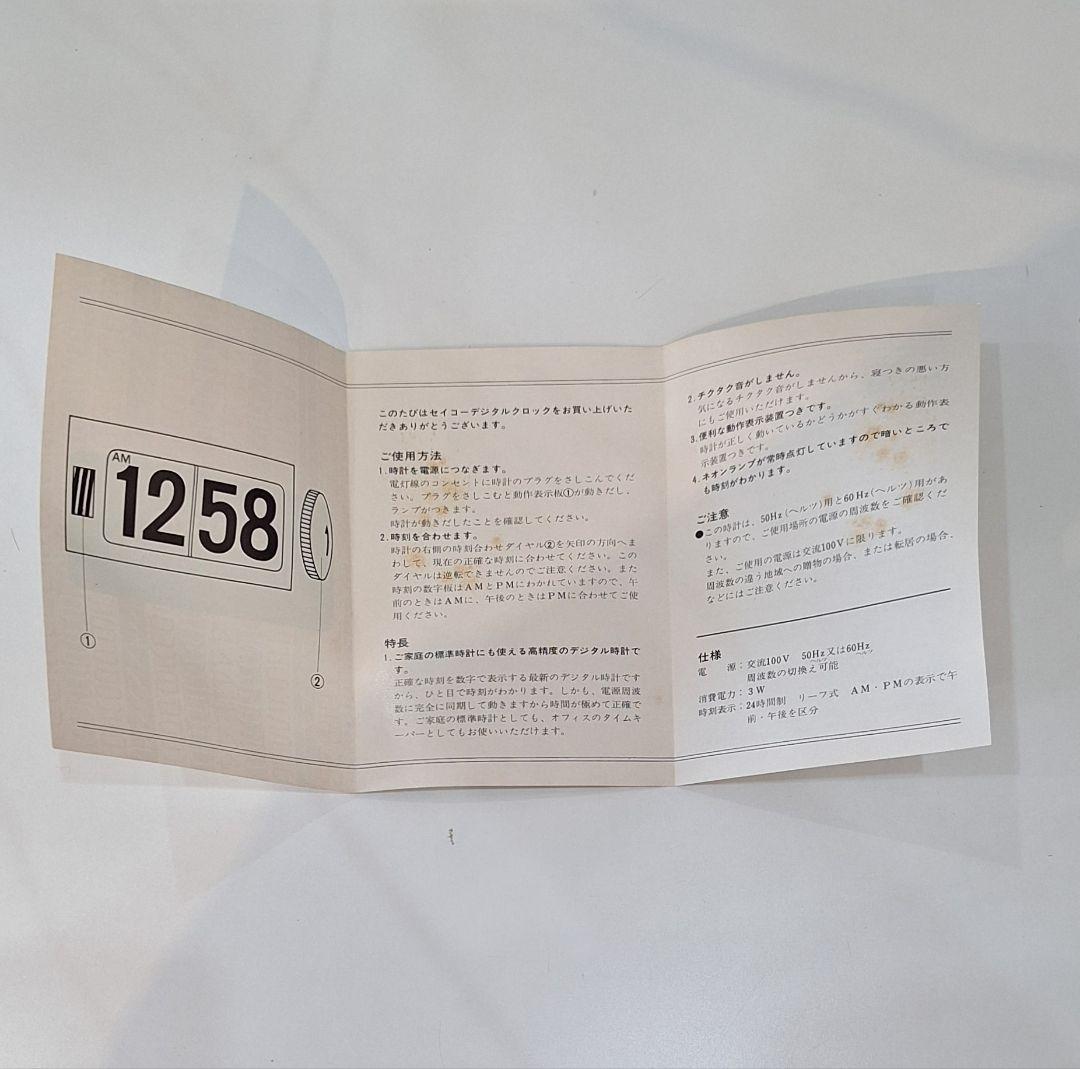 AM
12 58
①
②
1
このたびはセイコーデジタルクロックをお買い上げいた
だきありがとうございます。
ご使用方法
1.時計を電源につなぎます。
電灯線のコンセントに時計のプラグをさしこんでくだ
さい。プラグをさしこむと動作表示板①が動きだし、
ランプがつきます。
時計が動きだしたことを確認してください。
2.時刻を合わせます。
時計の右側の時刻合わせダイヤル②を矢印の方向へま
わして、現在の正確な時刻に合わせてください。この
ダイヤルは逆転できませんのでご注意ください。また
時刻の数字板はAMとPMにわかれていますので、午
前のときはAMに、午後のときはPMに合わせてご使
用ください。
特長
1.ご家庭の標準時計にも使える高精度のデジタル時計で
す。
正確な時刻を数字で表示する最新のデジタル時計です
から、ひと目で時刻がわかります。しかも、電源周波
数に完全に同期して動きますから時間が極めて正確で
す。ご家庭の標準時計としても、オフィスのタイムキ
ーパーとしてもお使いいただけます。
2.チクタク音がしません。
気になるチクタク音がしませんから、寝つきの悪い方
にもご使用いただけます。
3.便利な動作表示装置つきです。
時計が正しく動いているかどうかがすぐわかる動作表
示装置つきです。
4.ネオンランプが常時点灯していますので暗いところで
も時刻がわかります。
ご注意
●この時計は、50Hz(ヘルツ)用と60Hz(ヘルツ)用があ
りますので、ご使用場所の電源の周波数をご確認くだ
さい。
また、ご使用の電源は交流100Vに限ります。
周波数の違う地域への贈物の場合、または転居の場合、
などにはご注意ください。
仕様
電　　源：交流100V　50Hz又は60Hz
ヘルツ　ヘルツ
周波数の切換え可能
消費電力：3W
時刻表示：24時間制　リーフ式　AM・PMの表示で午
前・午後を区分